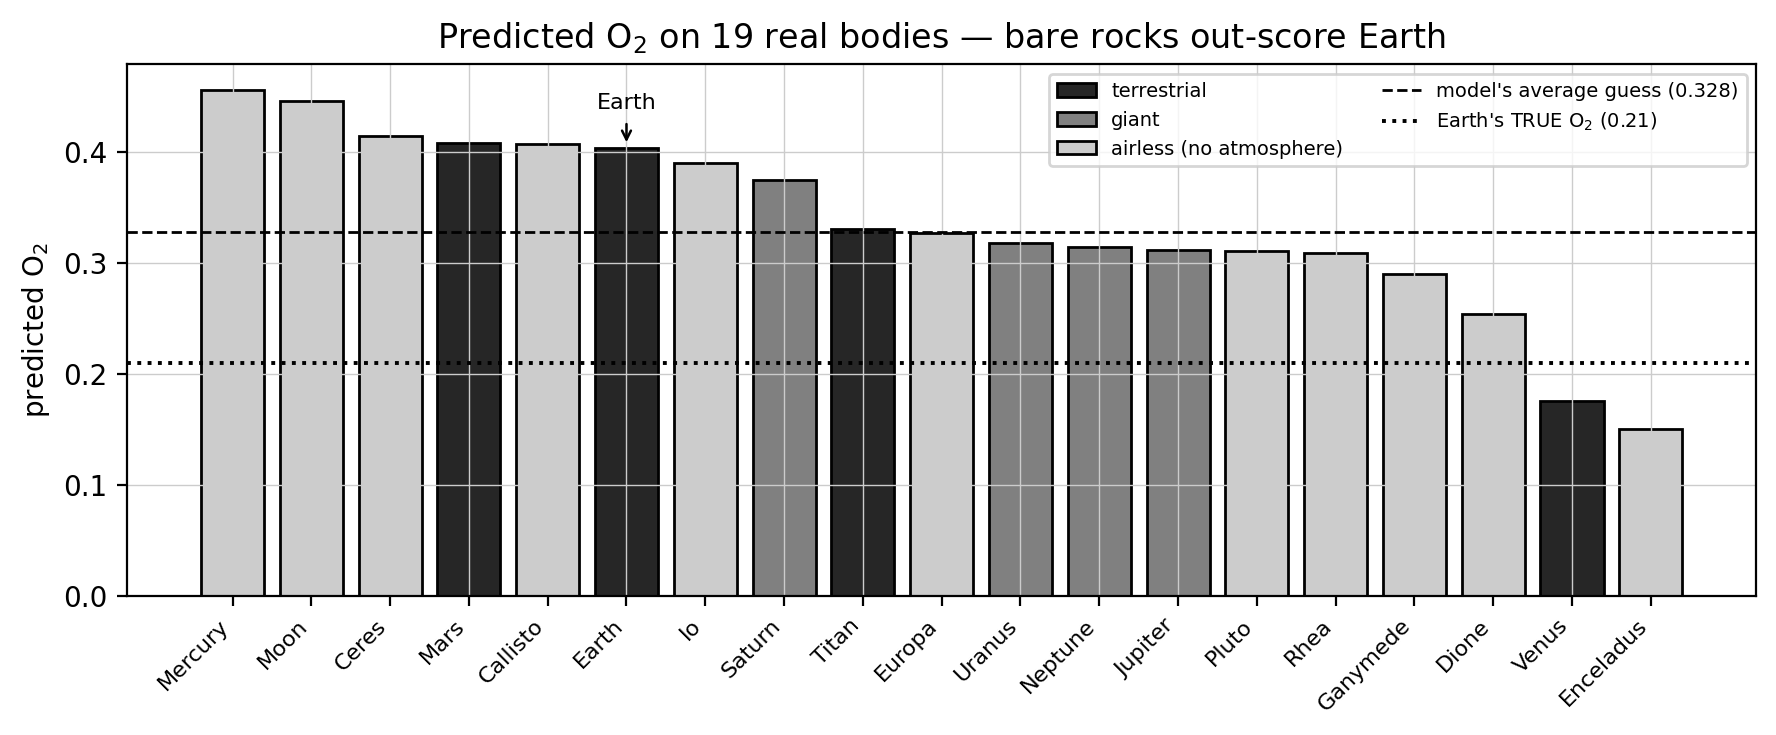 Predicted O₂ on 19 real bodies — bare rocks out-score Earth
terrestrial
giant
airless (no atmosphere)
model's average guess (0.328)
Earth's TRUE O₂ (0.21)
Earth
predicted O₂
0.4
0.3
0.2
0.1
0.0
Mercury
Moon
Ceres
Mars
Callisto
Earth
Io
Saturn
Titan
Europa
Uranus
Neptune
Jupiter
Pluto
Rhea
Ganymede
Dione
Venus
Enceladus